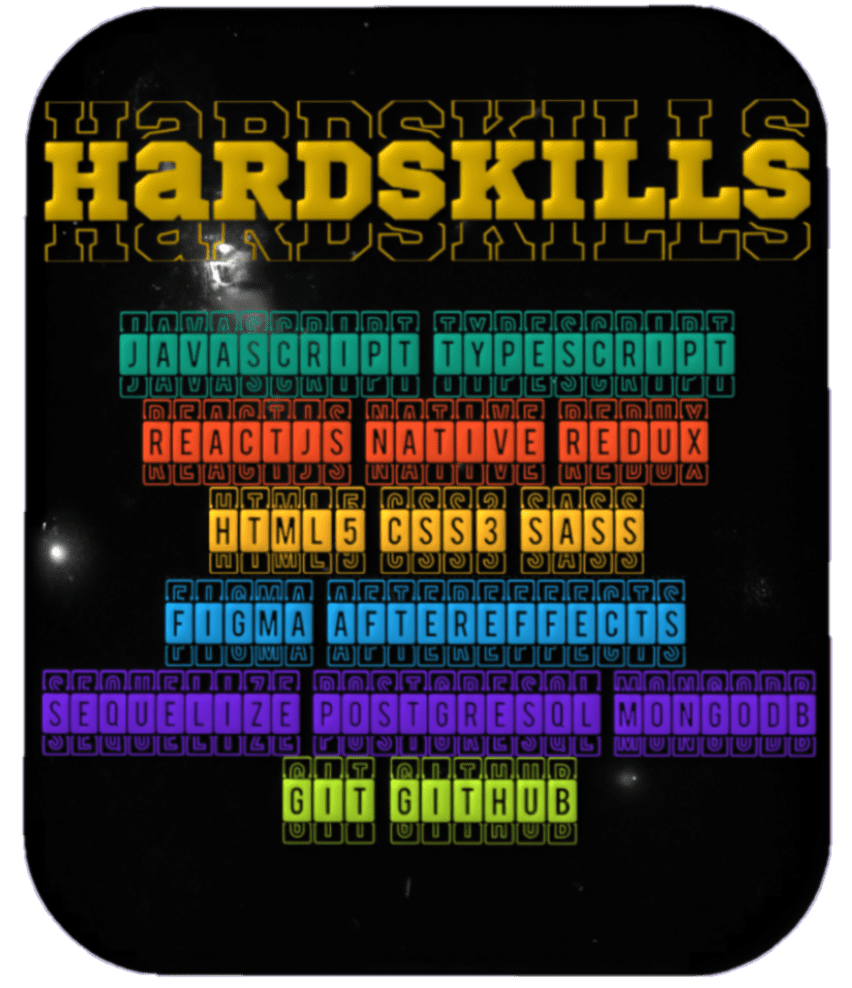 HaRDSKILLS
JAVASCRIPT TYPESCRIPT
REACTJS NATIVE REDUX
HTML5 CSS3 SASS
FIGMA AFTEREFFECTS
SEQUELIZE POSTGRESQL MONGODB
GIT GITHUB